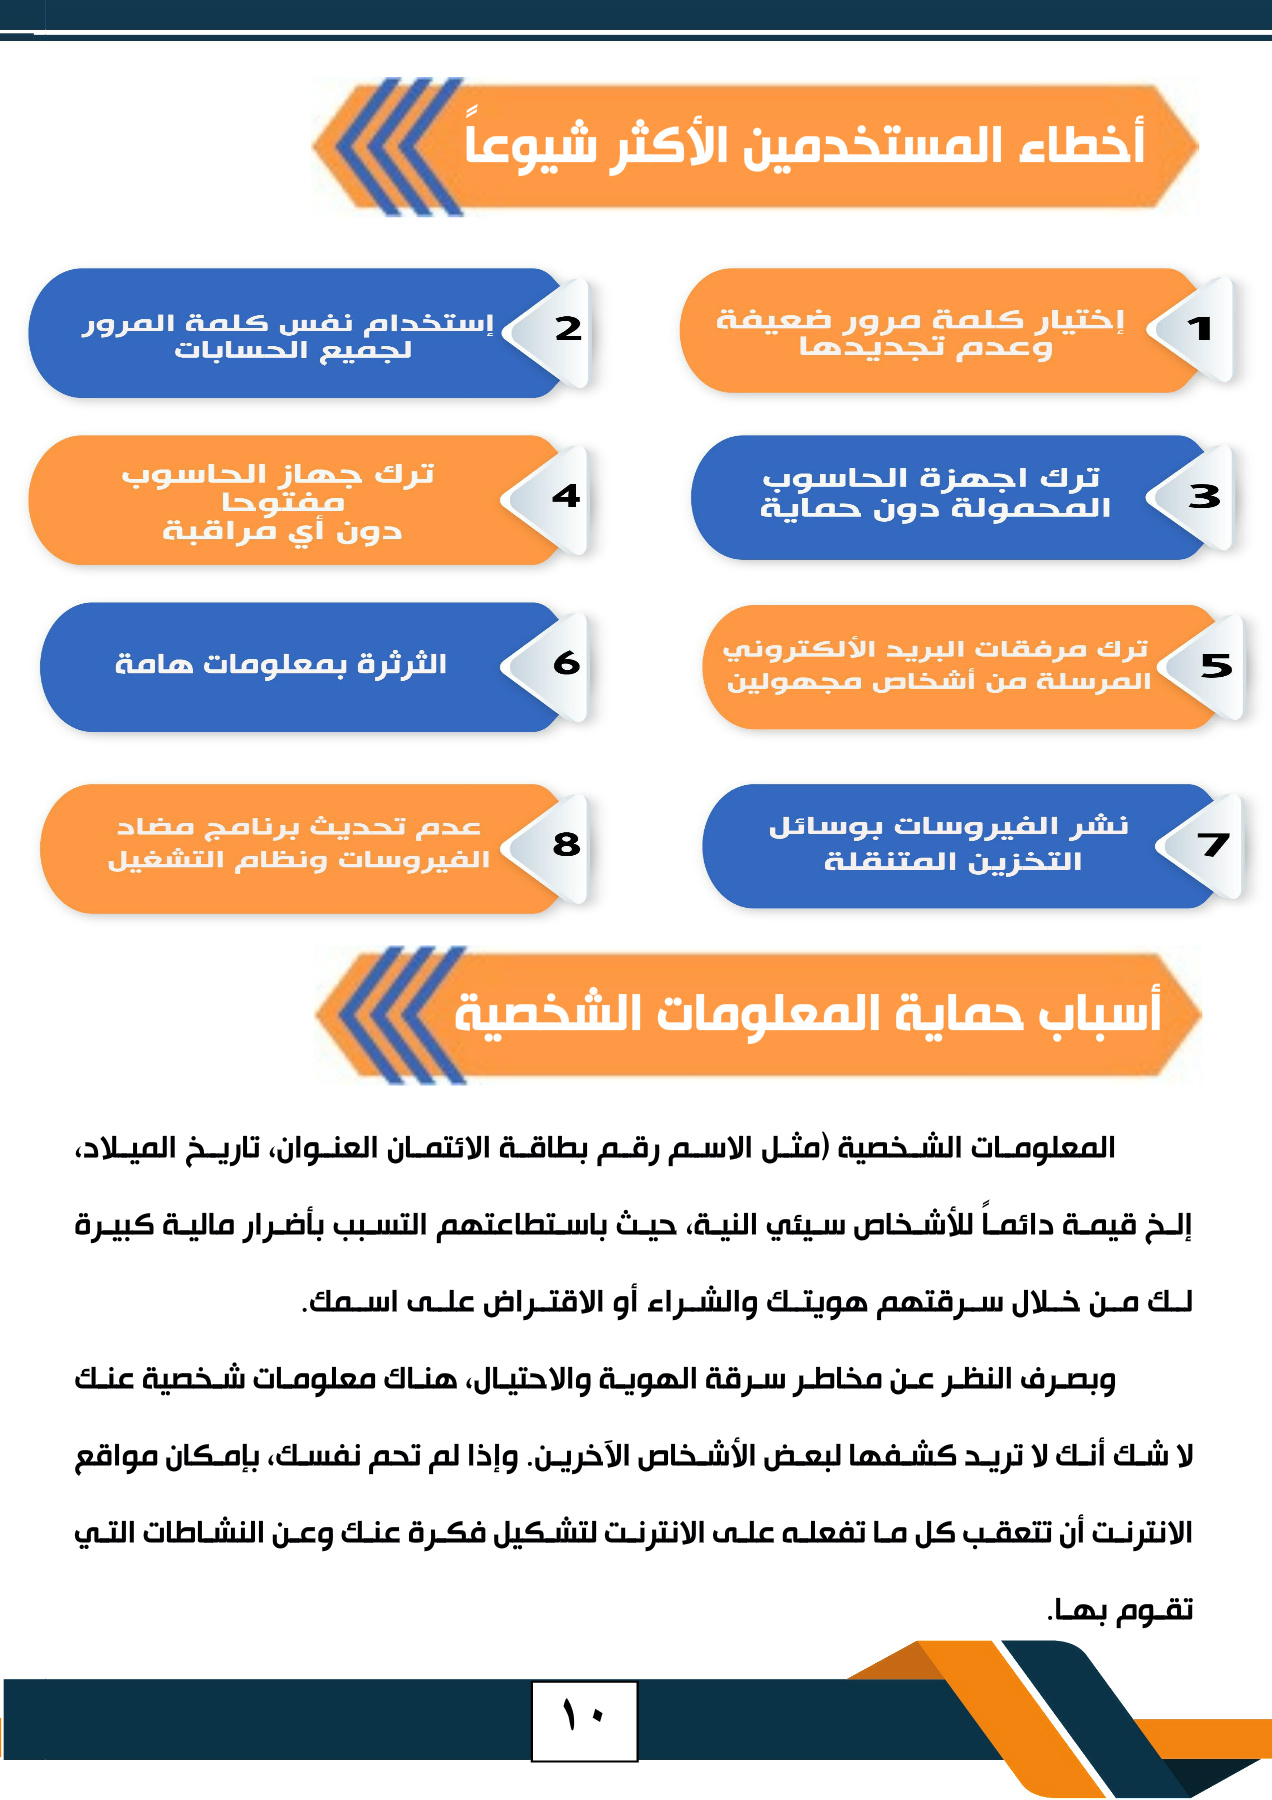 أخطاء المستخدمين الأكثر شيوعاً
1
إختيار كلمة مرور ضعيفة
وعدم تجديدها
2
إستخدام نفس كلمة المرور
لجميع الحسابات
3
ترك اجهزة الحاسوب
المحمولة دون حماية
4
ترك جهاز الحاسوب
مفتوحا
دون أي مراقبة
5
ترك مرفقات البريد الألكتروني
المرسلة من أشخاص مجهولين
6
الثرثرة بمعلومات هامة
7
نشر الفيروسات بوسائل
التخزين المتنقلة
8
عدم تحديث برنامج مضاد
الفيروسات ونظام التشغيل
أسباب حماية المعلومات الشخصية
المعلومات الشخصية (مثل الاسم رقم بطاقة الائتمان العنوان، تاريخ الميلاد،
إلخ قيمة دائماً للأشخاص سيئي النية، حيث باستطاعتهم التسبب بأضرار مالية كبيرة
لك من خلال سرقتهم هويتك والشراء أو الاقتراض على اسمك.
وبصرف النظر عن مخاطر سرقة الهوية والاحتيال، هناك معلومات شخصية عنك
لا شك أنك لا تريد كشفها لبعض الأشخاص الآخرين. وإذا لم تحم نفسك، بإمكان مواقع
الانترنت أن تتعقب كل ما تفعله على الانترنت لتشكيل فكرة عنك وعن النشاطات التي
تقوم بها.
١٠